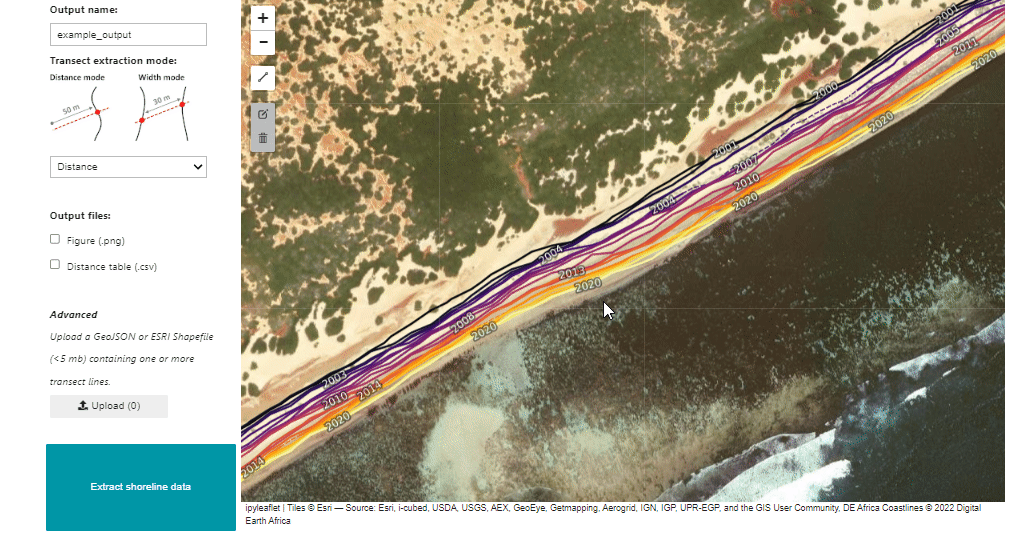 Output name:
example_output
Transect extraction mode:
Distance mode
Width mode
50 m
30 m
Distance
Output files:
Figure (.png)
Distance table (.csv)
Advanced
Upload a GeoJSON or ESRI Shapefile
(<5 mb) containing one or more
transect lines.
Upload (0)
Extract shoreline data
+
−
2001
2005
2011
2020
2000
2020
2001
2007
2010
2004
2020
2004
2013
2020
2008
2020
2003
2010
2014
2020
2014
ipyleaflet | Tiles © Esri — Source: Esri, i-cubed, USDA, USGS, AEX, GeoEye, Getmapping, Aerogrid, IGN, IGP, UPR-EGP, and the GIS User Community, DE Africa Coastlines © 2022 Digital
Earth Africa